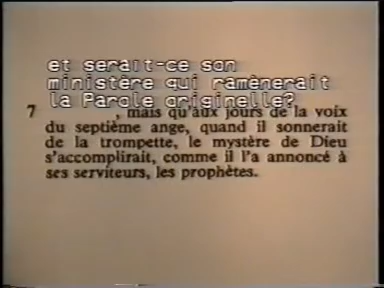 et serait-ce son
ministère qui ramènerait
la Parole originelle?
7 , mais qu'aux jours de la voix
du septième ange, quand il sonnerait
de la trompette, le mystère de Dieu
s'accomplirait, comme il l'a annoncé à
ses serviteurs, les prophètes.